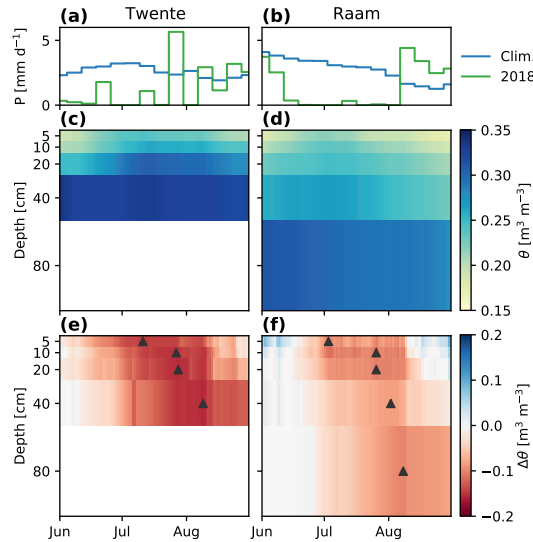 Twente
Raam
(a)
(b)
P [mm d⁻¹]
5
0
Clim.
2018
(c)
(d)
Depth [cm]
5
10
20
40
80
0.35
0.30
0.25
0.20
0.15
θ [m³ m⁻³]
(e)
(f)
Depth [cm]
5
10
20
40
80
0.2
0.1
0.0
−0.1
−0.2
Δθ [m³ m⁻³]
Jun
Jul
Aug
Jun
Jul
Aug